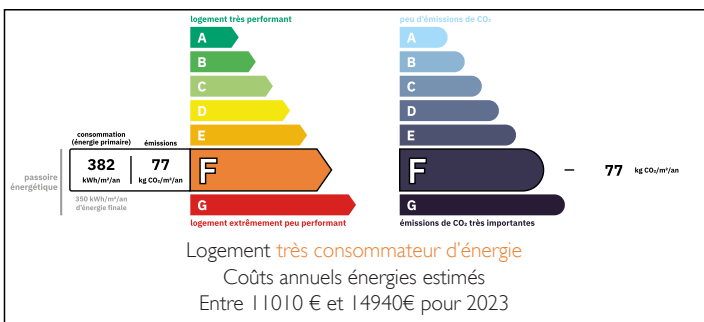 logement très performant
A
B
C
D
E
consommation
(énergie primaire)
émissions
382
kWh/m²/an
77
kg CO₂/m²/an
F
passoire
énergétique
350 kWh/m²/an
d'énergie finale
G
logement extrêmement peu performant
peu d'émissions de CO₂
A
B
C
D
E
F
77 kg CO₂/m²/an
G
émissions de CO₂ très importantes
Logement très consommateur d'énergie
Coûts annuels énergies estimés
Entre 11010 € et 14940€ pour 2023